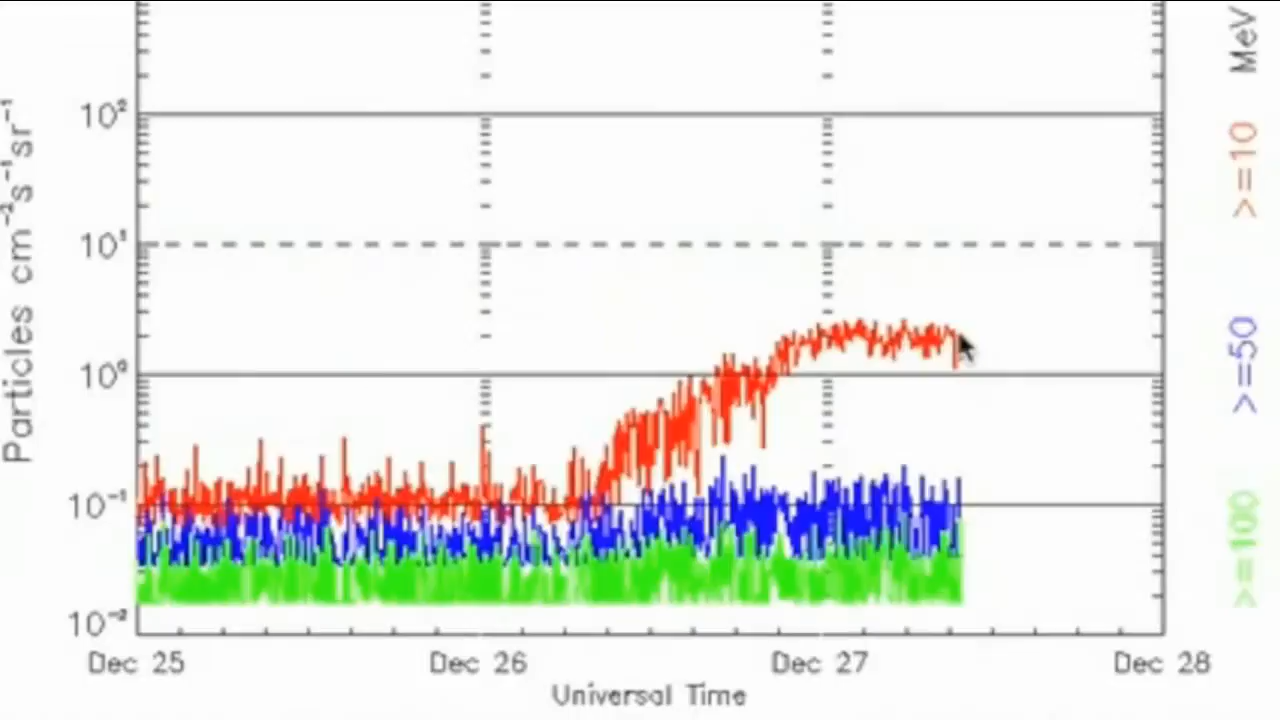 Particles cm⁻²s⁻¹sr⁻¹
10²
10¹
10⁰
10⁻¹
10⁻²
Dec 25 Dec 26 Dec 27 Dec 28
Universal Time
MeV
>=10
>=50
>=100